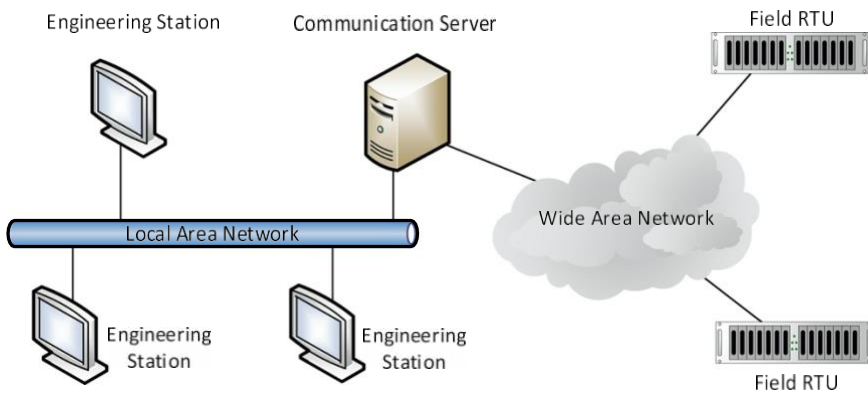 Engineering Station
Communication Server
Field RTU
Wide Area Network
Local Area Network
Engineering
Station
Engineering
Station
Field RTU